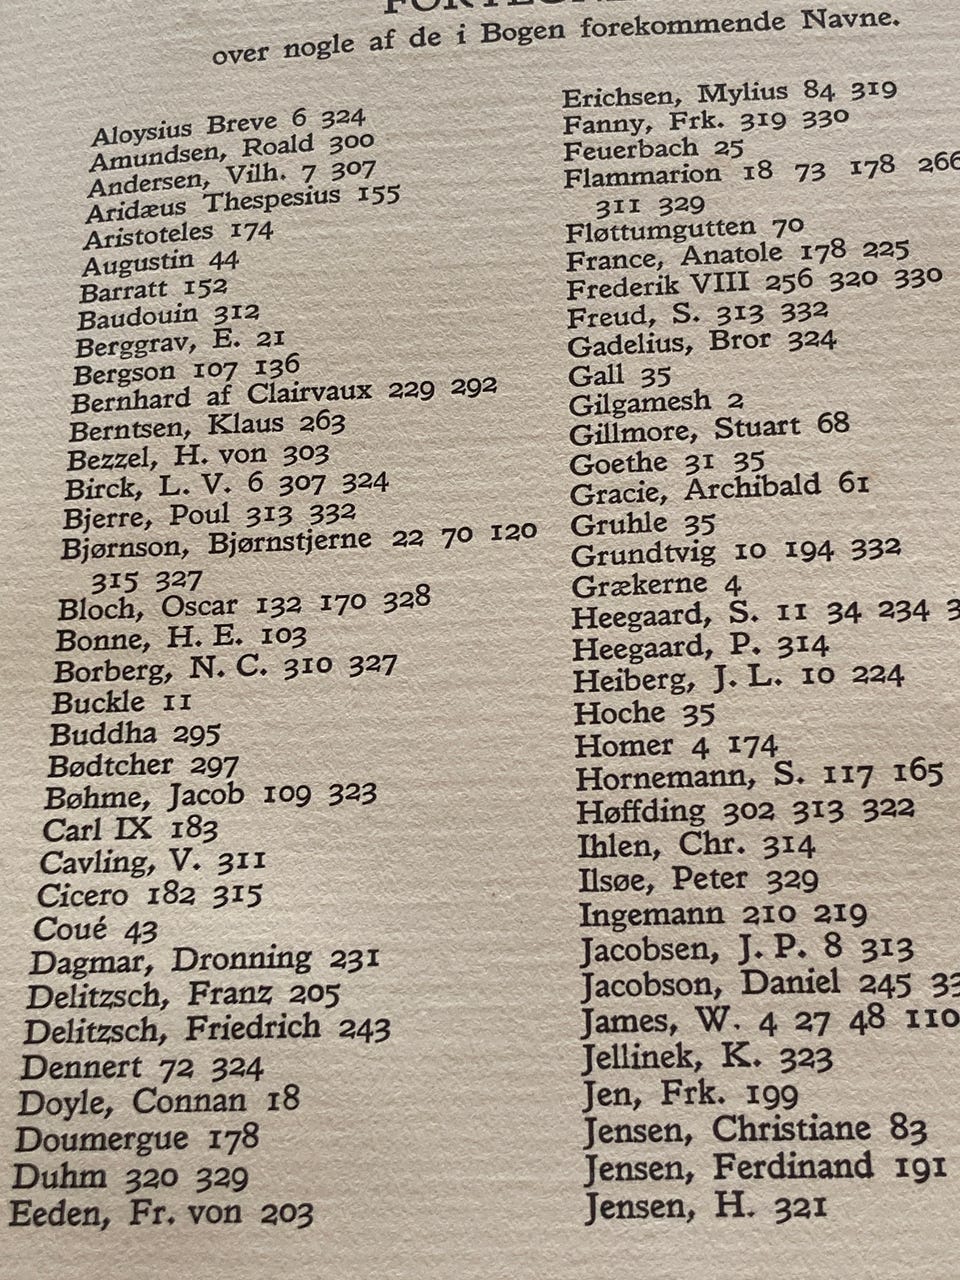 over nogle af de i Bogen forekommende Navne.
Aloysius Breve 6 324
Amundsen, Roald 300
Andersen, Vilh. 7 307
Aridæus Thespesius 155
Aristoteles 174
Augustin 44
Barratt 152
Baudouin 312
Berggrav, E. 21
Bergson 107 136
Bernhard af Clairvaux 229 292
Berntsen, Klaus 263
Bezzel, H. von 303
Birck, L. V. 6 307 324
Bjerre, Poul 313 332
Bjørnson, Bjørnstjerne 22 70 120
315 327
Bloch, Oscar 132 170 328
Bonne, H. E. 103
Borberg, N. C. 310 327
Buckle 11
Buddha 295
Bødtcher 297
Bøhme, Jacob 109 323
Carl IX 183
Cavling, V. 311
Cicero 182 315
Coué 43
Dagmar, Dronning 231
Delitzsch, Franz 205
Delitzsch, Friedrich 243
Dennert 72 324
Doyle, Connan 18
Doumergue 178
Duhm 320 329
Eeden, Fr. von 203
Erichsen, Mylius 84 319
Fanny, Frk. 319 330
Feuerbach 25
Flammarion 18 73 178 266
311 329
Fløttumgutten 70
France, Anatole 178 225
Frederik VIII 256 320 330
Freud, S. 313 332
Gadelius, Bror 324
Gall 35
Gilgamesh 2
Gillmore, Stuart 68
Goethe 31 35
Gracie, Archibald 61
Gruhle 35
Grundtvig 10 194 332
Grækerne 4
Heegaard, S. 11 34 234
Heegaard, P. 314
Heiberg, J. L. 10 224
Hoche 35
Homer 4 174
Hornemann, S. 117 165
Høffding 302 313 322
Ihlen, Chr. 314
Ilsøe, Peter 329
Ingemann 210 219
Jacobsen, J. P. 8 313
Jacobson, Daniel 245
James, W. 4 27 48 110
Jellinek, K. 323
Jen, Frk. 199
Jensen, Christiane 83
Jensen, Ferdinand 191
Jensen, H. 321